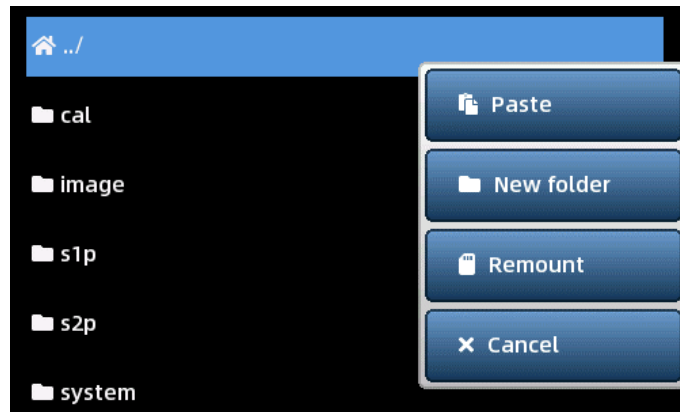 ../
cal
image
s1p
s2p
system
Paste
New folder
Remount
Cancel